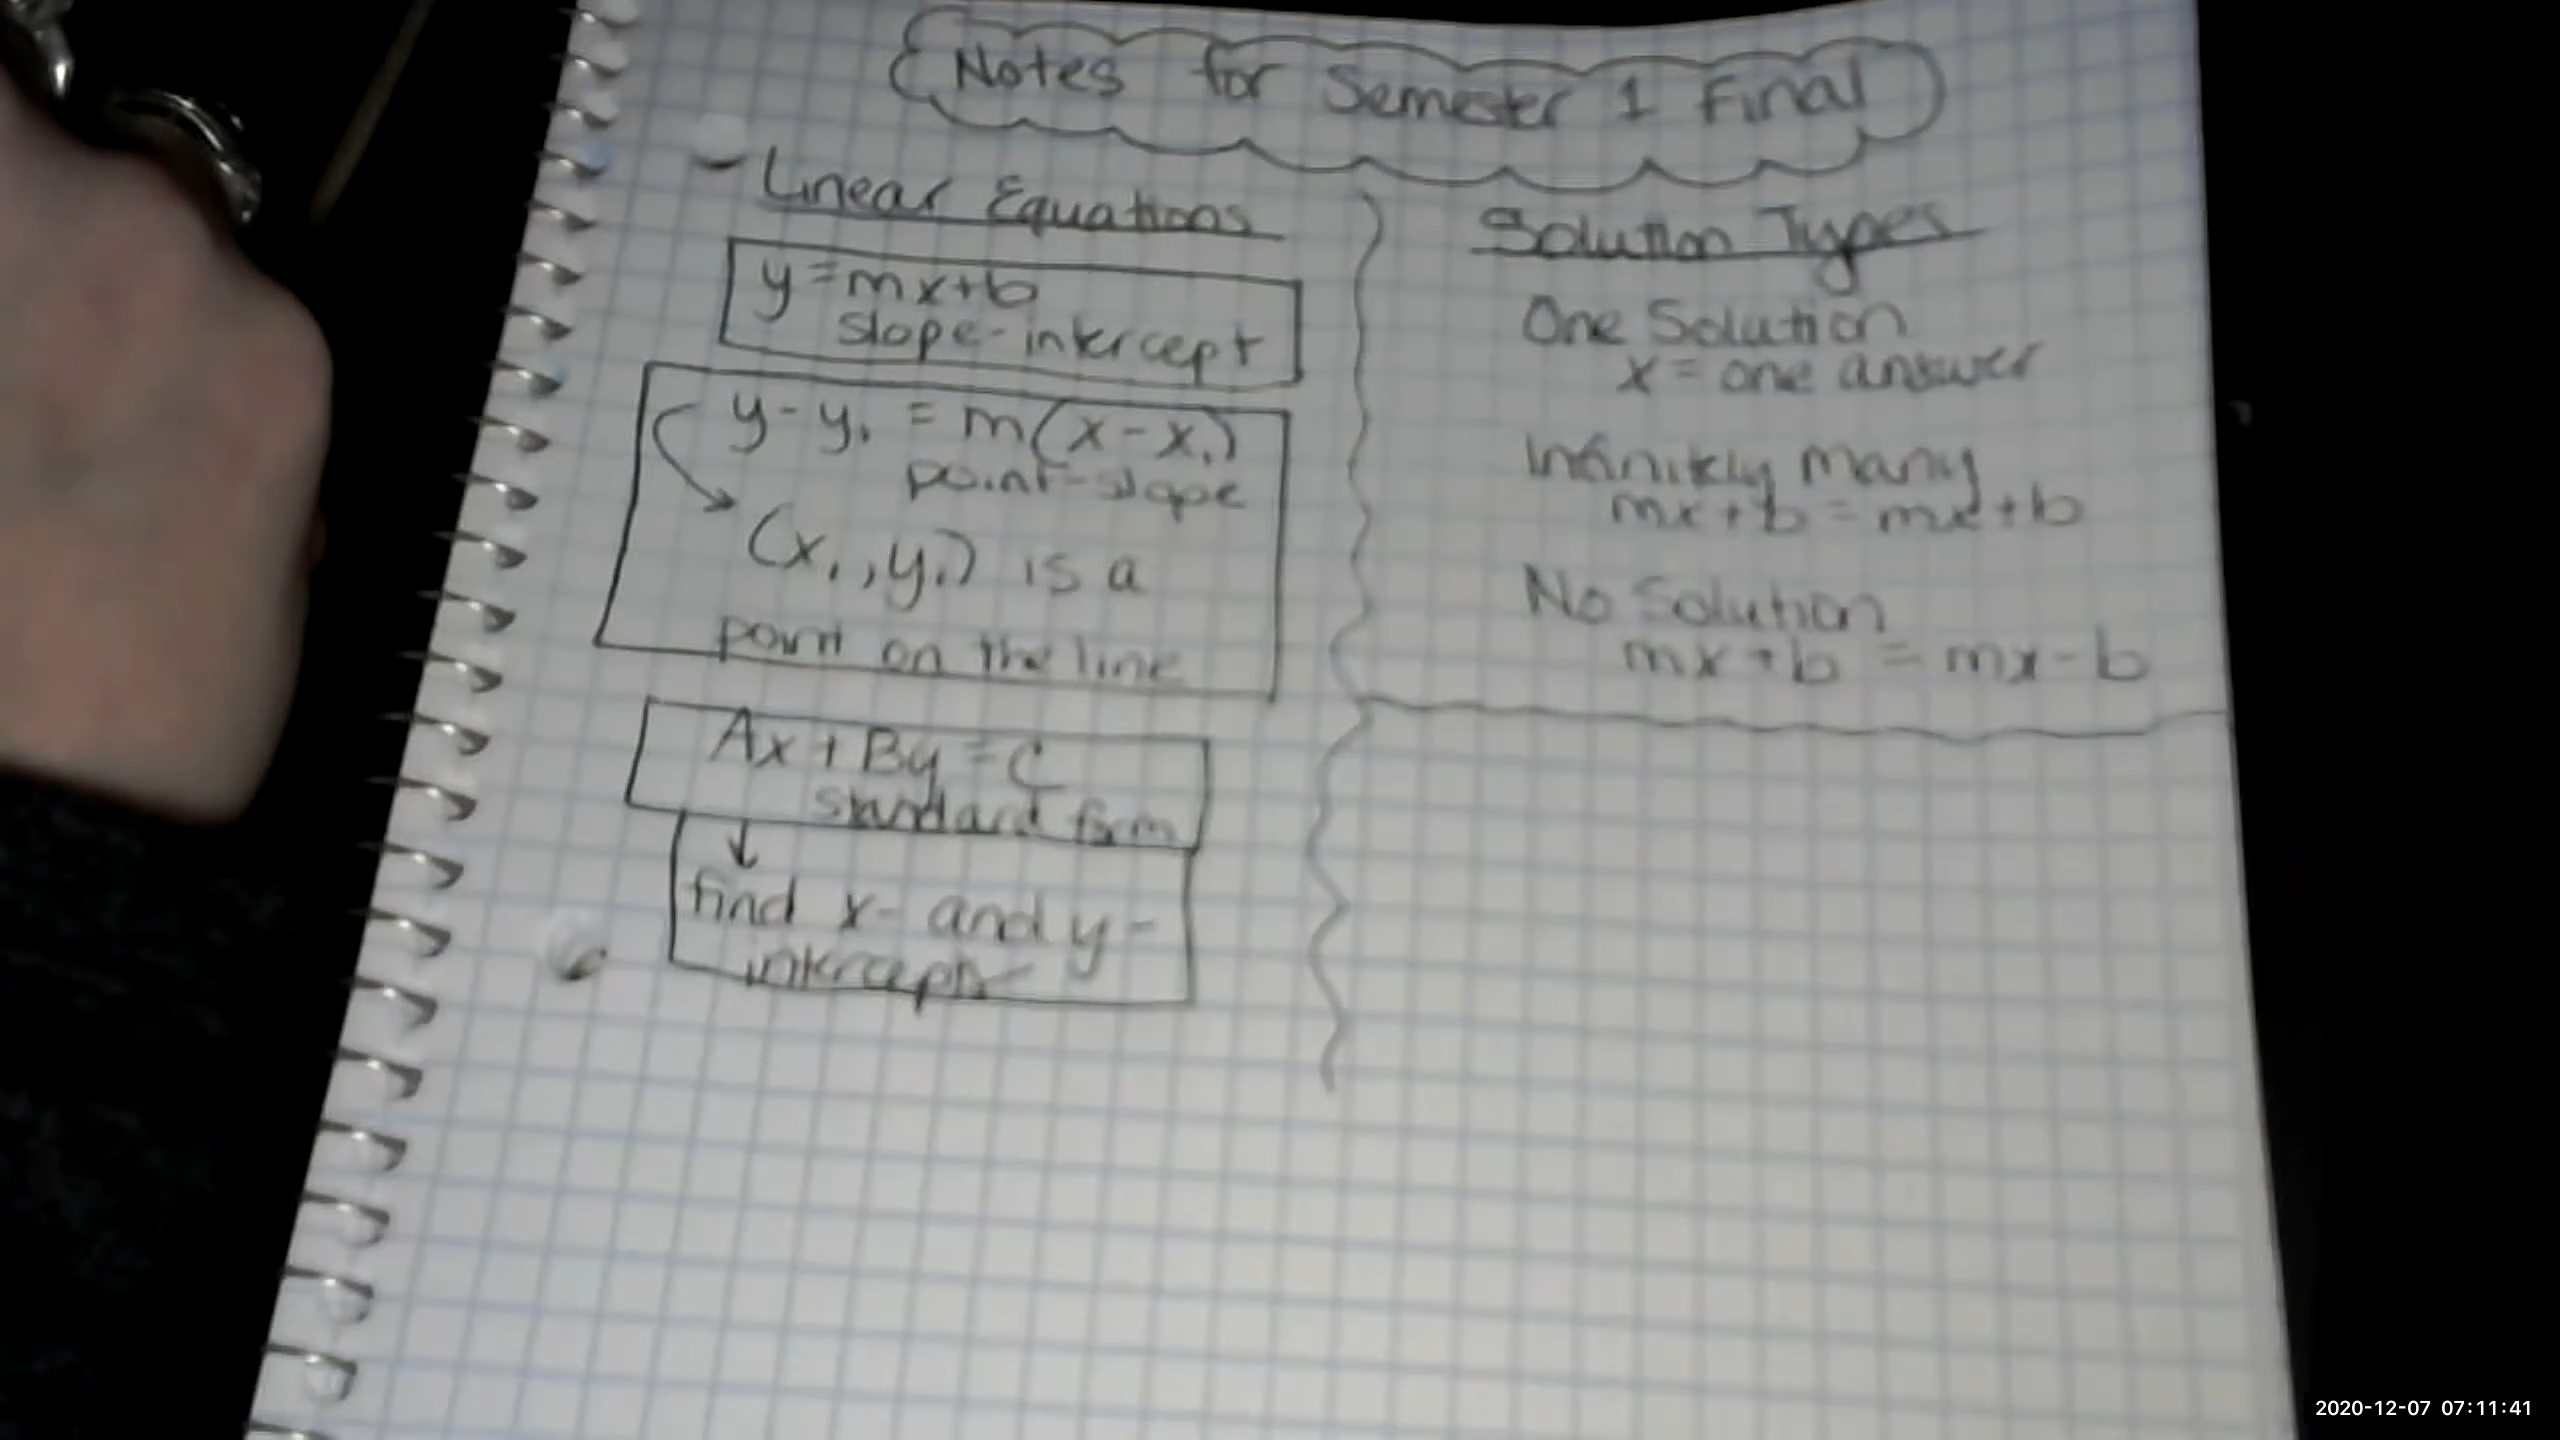 Notes for Semester 1 Final
- Linear Equations
y = mx+b
slope-intercept
y - y₁ = m(x - x₁)
point-slope
(x₁, y₁) is a
point on the line
Ax + By = C
standard form
↓
find x- and y-
intercepts
Solution Types
One Solution
x = one answer
Infinitely many
mx + b = mx + b
No Solution
mx + b = mx - b
2020-12-07 07:11:41